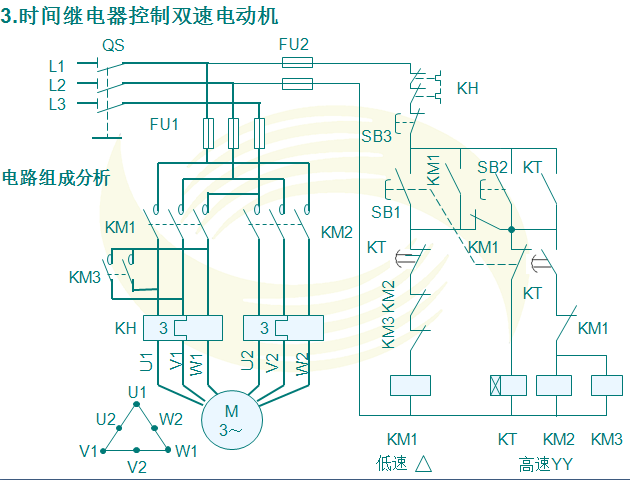 3.时间继电器控制双速电动机
QS
FU2
L1
L2
L3
KH
FU1
SB3
电路组成分析
KM1
SB2
KT
SB1
KM1
KM2
KM1
KT
KM3
KM2
KT
KM3
KM1
KH
3
3
U1
V1
W1
U2
V2
W2
M
3～
U1
U2
W2
V1
W1
V2
KM1
KT
KM2
KM3
低速 △
高速YY